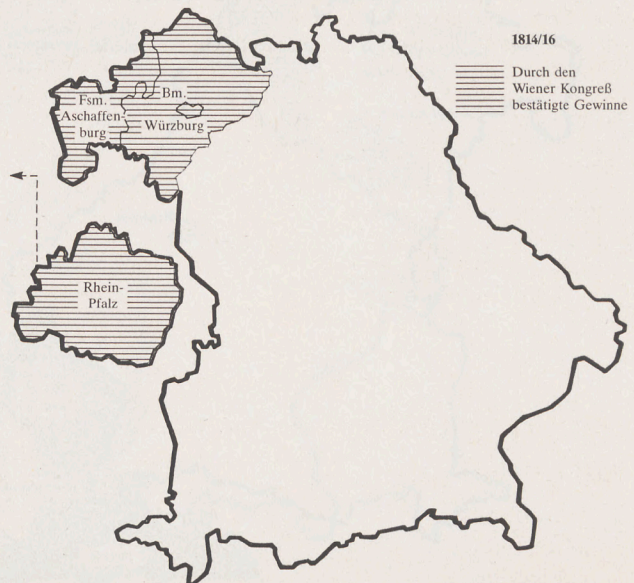 1814/16
Durch den
Wiener Kongreß
bestätigte Gewinne
Fsm.
Aschaffen-
burg
Bm.
Würzburg
Rhein-
Pfalz